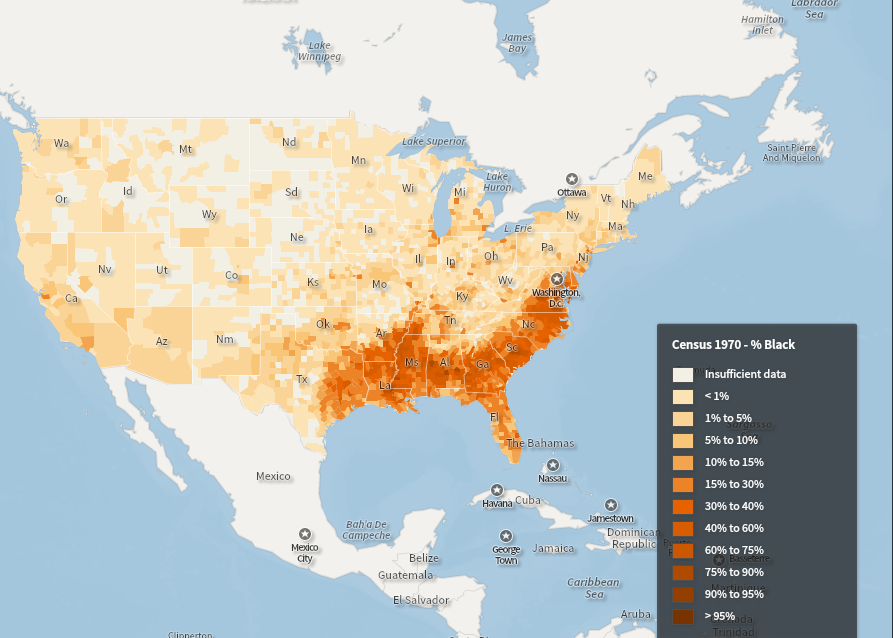 Labrador
Sea
Hamilton
Inlet
James
Bay
Lake
Winnipeg
Lake Superior
Lake
Huron
L. Erie
Ottawa
Saint Pierre
And Miquelon
Wa
Mt
Nd
Mn
Wi
Mi
Me
Vt
Nh
Ny
Ma
Or
Id
Wy
Sd
Ia
Ne
Il
In
Oh
Pa
Nj
Nv
Ut
Co
Ks
Mo
Ky
Wv
Washington,
D.c.
Ca
Az
Nm
Ok
Ar
Tn
Nc
Sc
Tx
La
Ms
Al
Ga
Fl
The Bahamas
Nassau
Mexico
Havana
Cuba
Jamestown
Mexico
City
Bah'a De
Campeche
George
Town
Jamaica
Dominican
Republic
Belize
Guatemala
El Salvador
Caribbean
Sea
Aruba
Clipperton
Census 1970 - % Black
Insufficient data
< 1%
1% to 5%
Sargasso
Sea
5% to 10%
10% to 15%
15% to 30%
30% to 40%
40% to 60%
60% to 75%
Basseterre
75% to 90%
Martinique
90% to 95%
> 95%
Trinidad